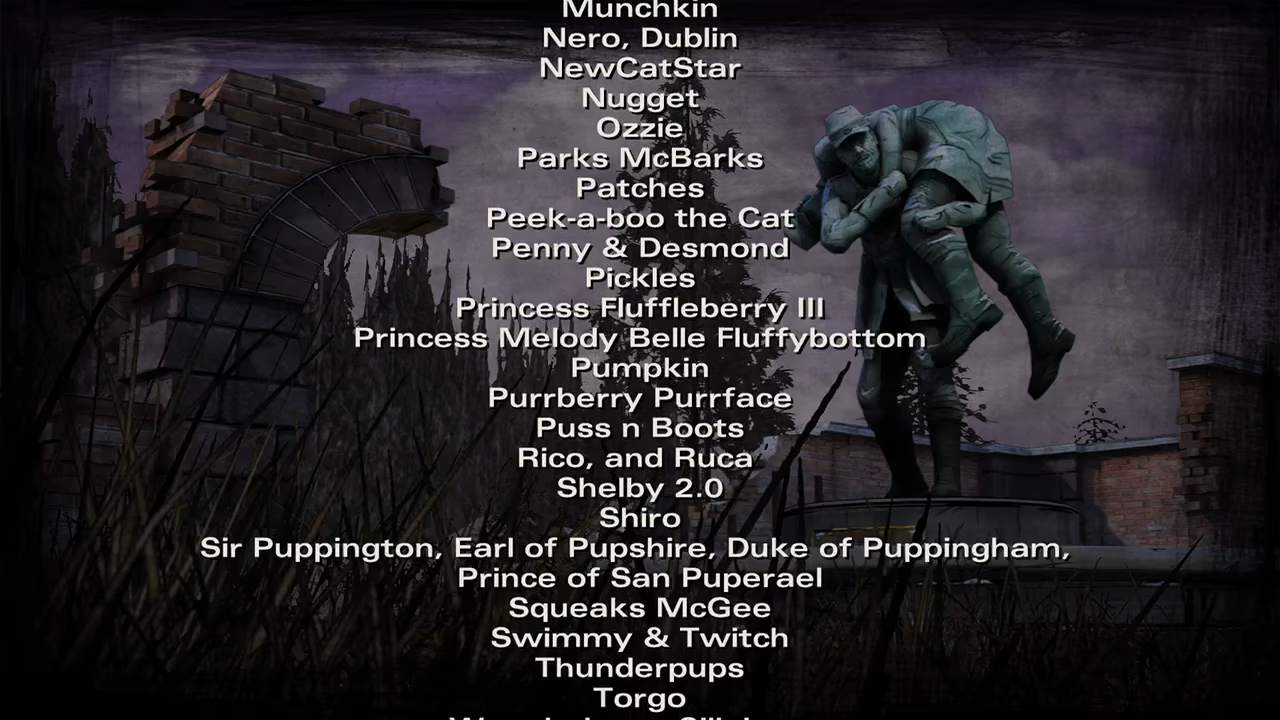 Munchkin
Nero, Dublin
NewCatStar
Nugget
Ozzie
Parks McBarks
Patches
Peek-a-boo the Cat
Penny & Desmond
Pickles
Princess Fluffleberry III
Princess Melody Belle Fluffybottom
Pumpkin
Purrberry Purrface
Puss n Boots
Rico, and Ruca
Shelby 2.0
Shiro
Sir Puppington, Earl of Pupshire, Duke of Puppingham,
Prince of San Puperael
Squeaks McGee
Swimmy & Twitch
Thunderpups
Torgo